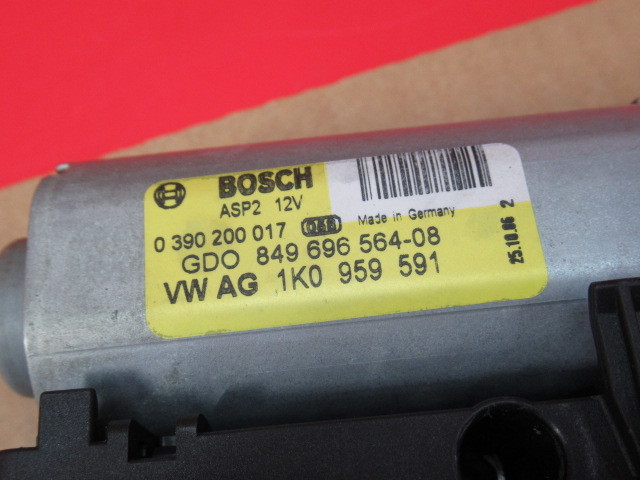 BOSCH
ASP2 12V
0 390 200 017
Made in Germany
GDO 849 696 564-08
VW AG 1K0 959 591
25.10.06 2